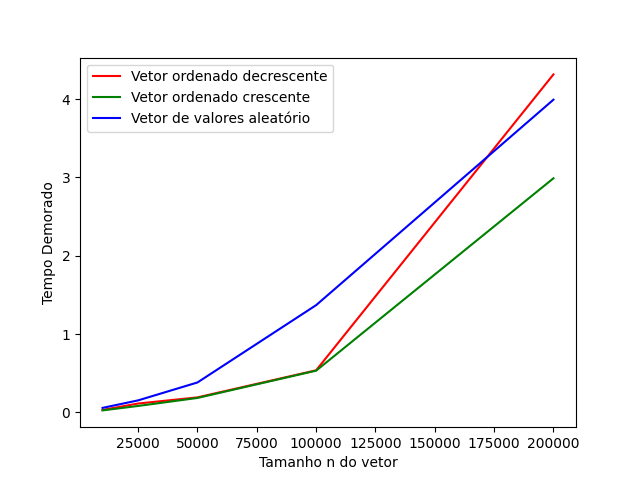 Vetor ordenado decrescente
Vetor ordenado crescente
Vetor de valores aleatório
4
3
2
1
0
Tempo Demorado
25000 50000 75000 100000 125000 150000 175000 200000
Tamanho n do vetor